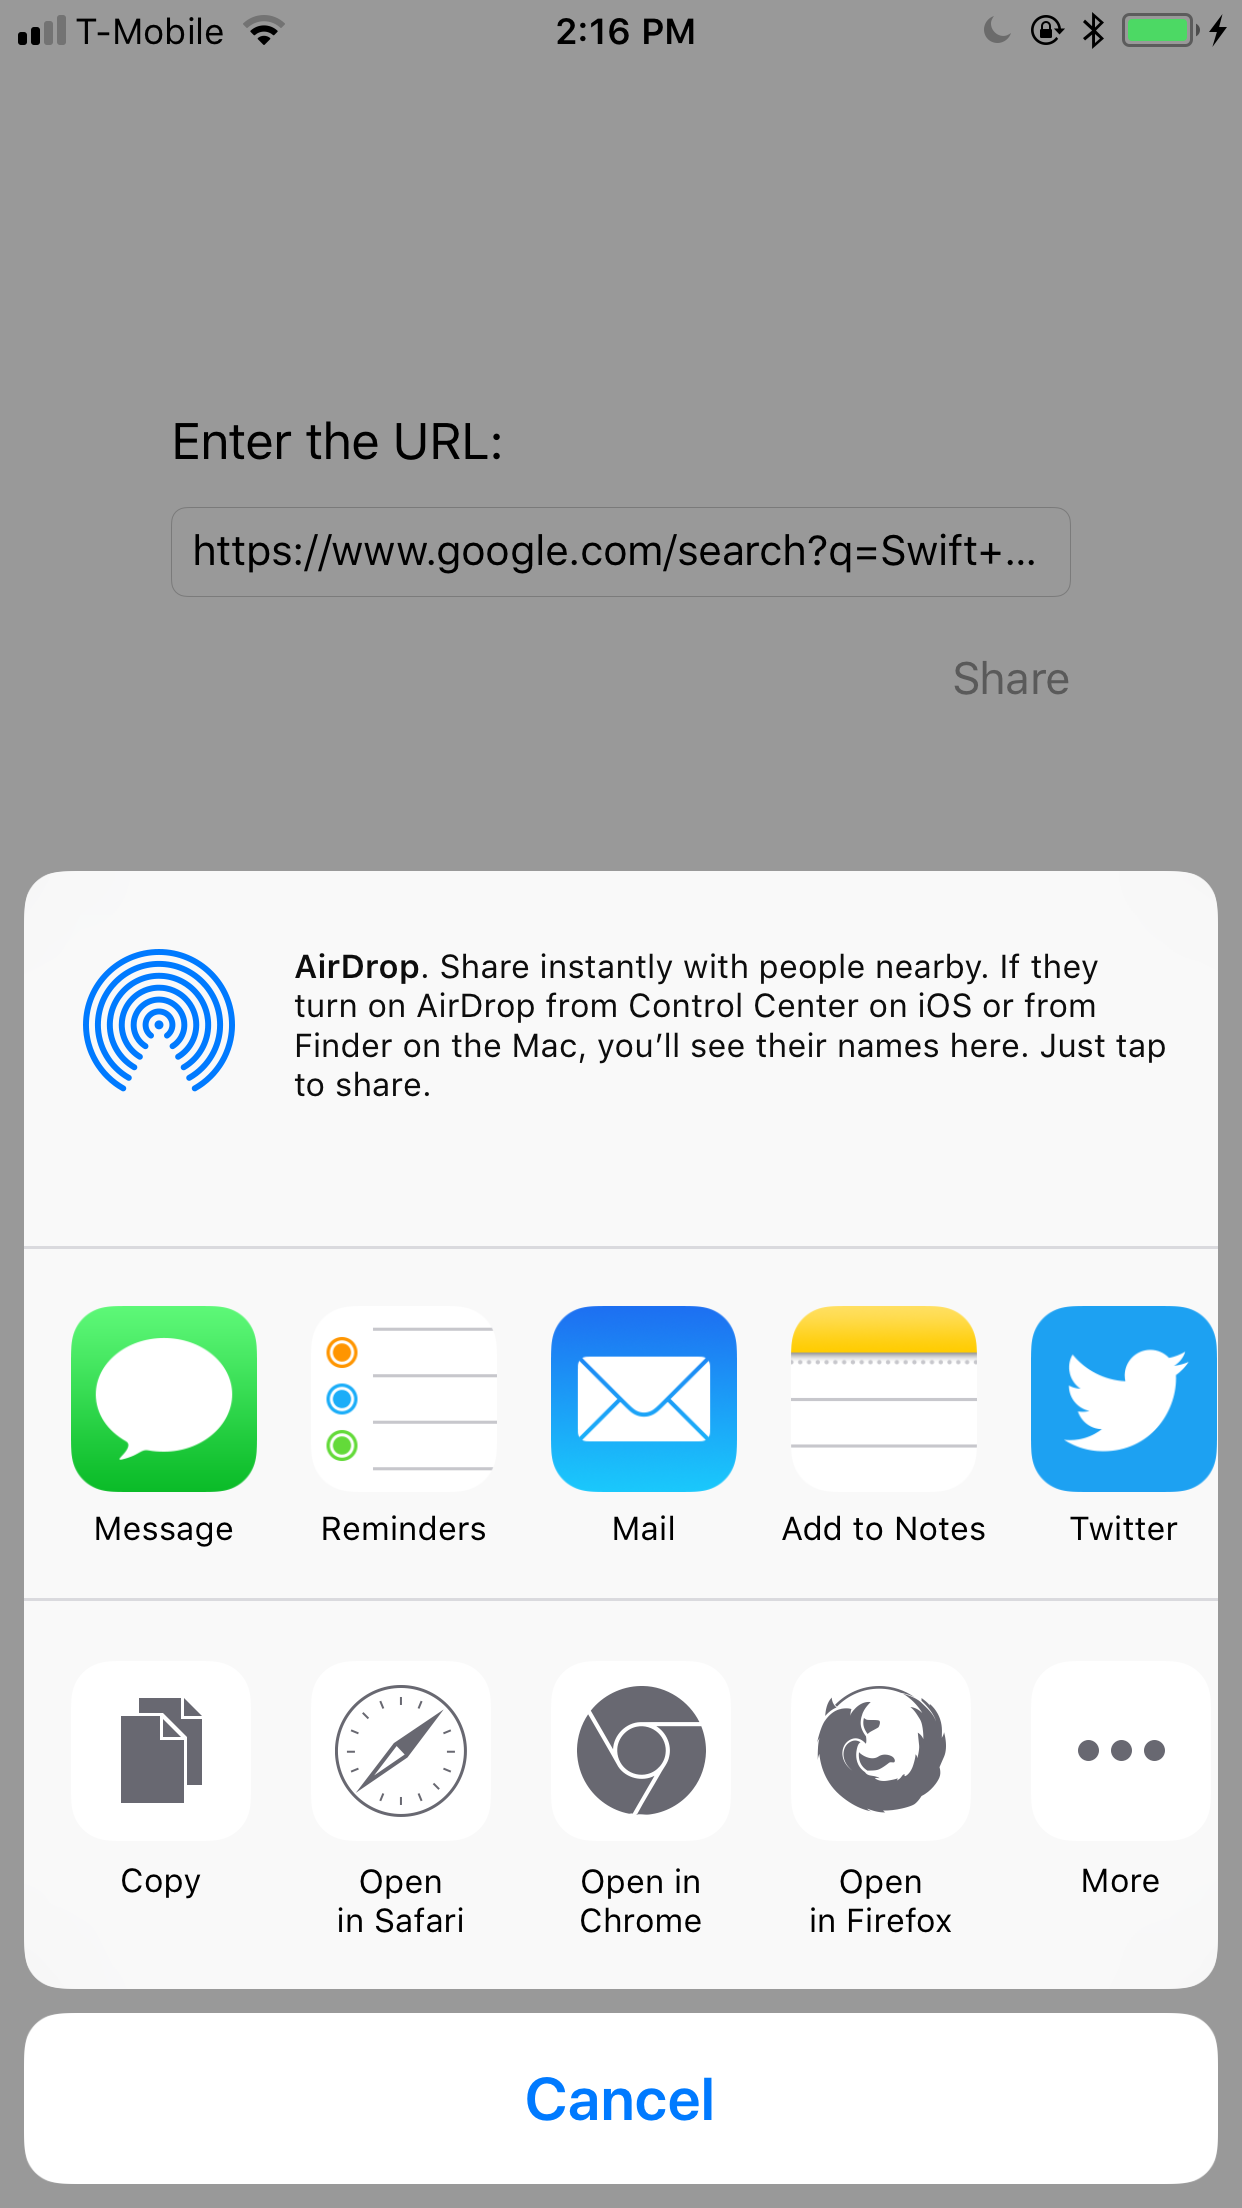 T-Mobile 2:16 PM
Enter the URL:
https://www.google.com/search?q=Swift+...
Share
AirDrop. Share instantly with people nearby. If they
turn on AirDrop from Control Center on iOS or from
Finder on the Mac, you’ll see their names here. Just tap
to share.
Message Reminders Mail Add to Notes Twitter
Copy Open in Safari Open in Chrome Open in Firefox More
Cancel